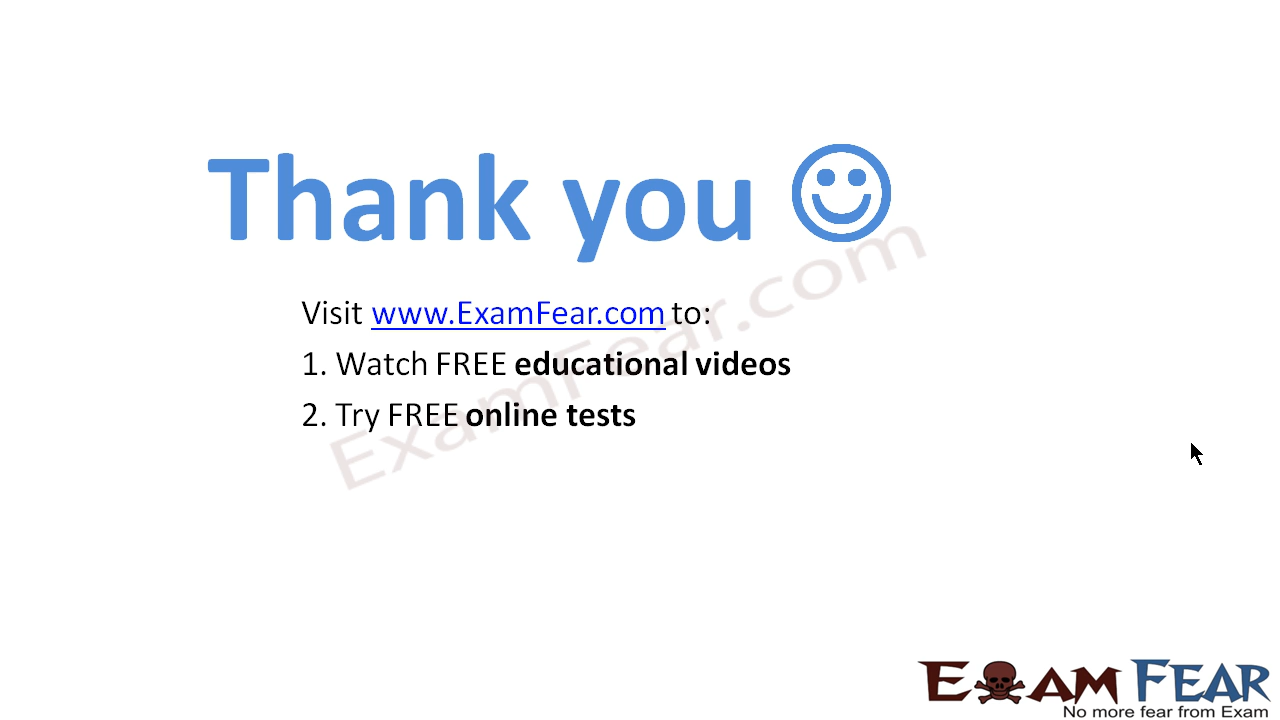 Thank you
Visit www.ExamFear.com to:
1. Watch FREE educational videos
2. Try FREE online tests
ExamFear.com
EXAM FEAR
No more fear from Exam